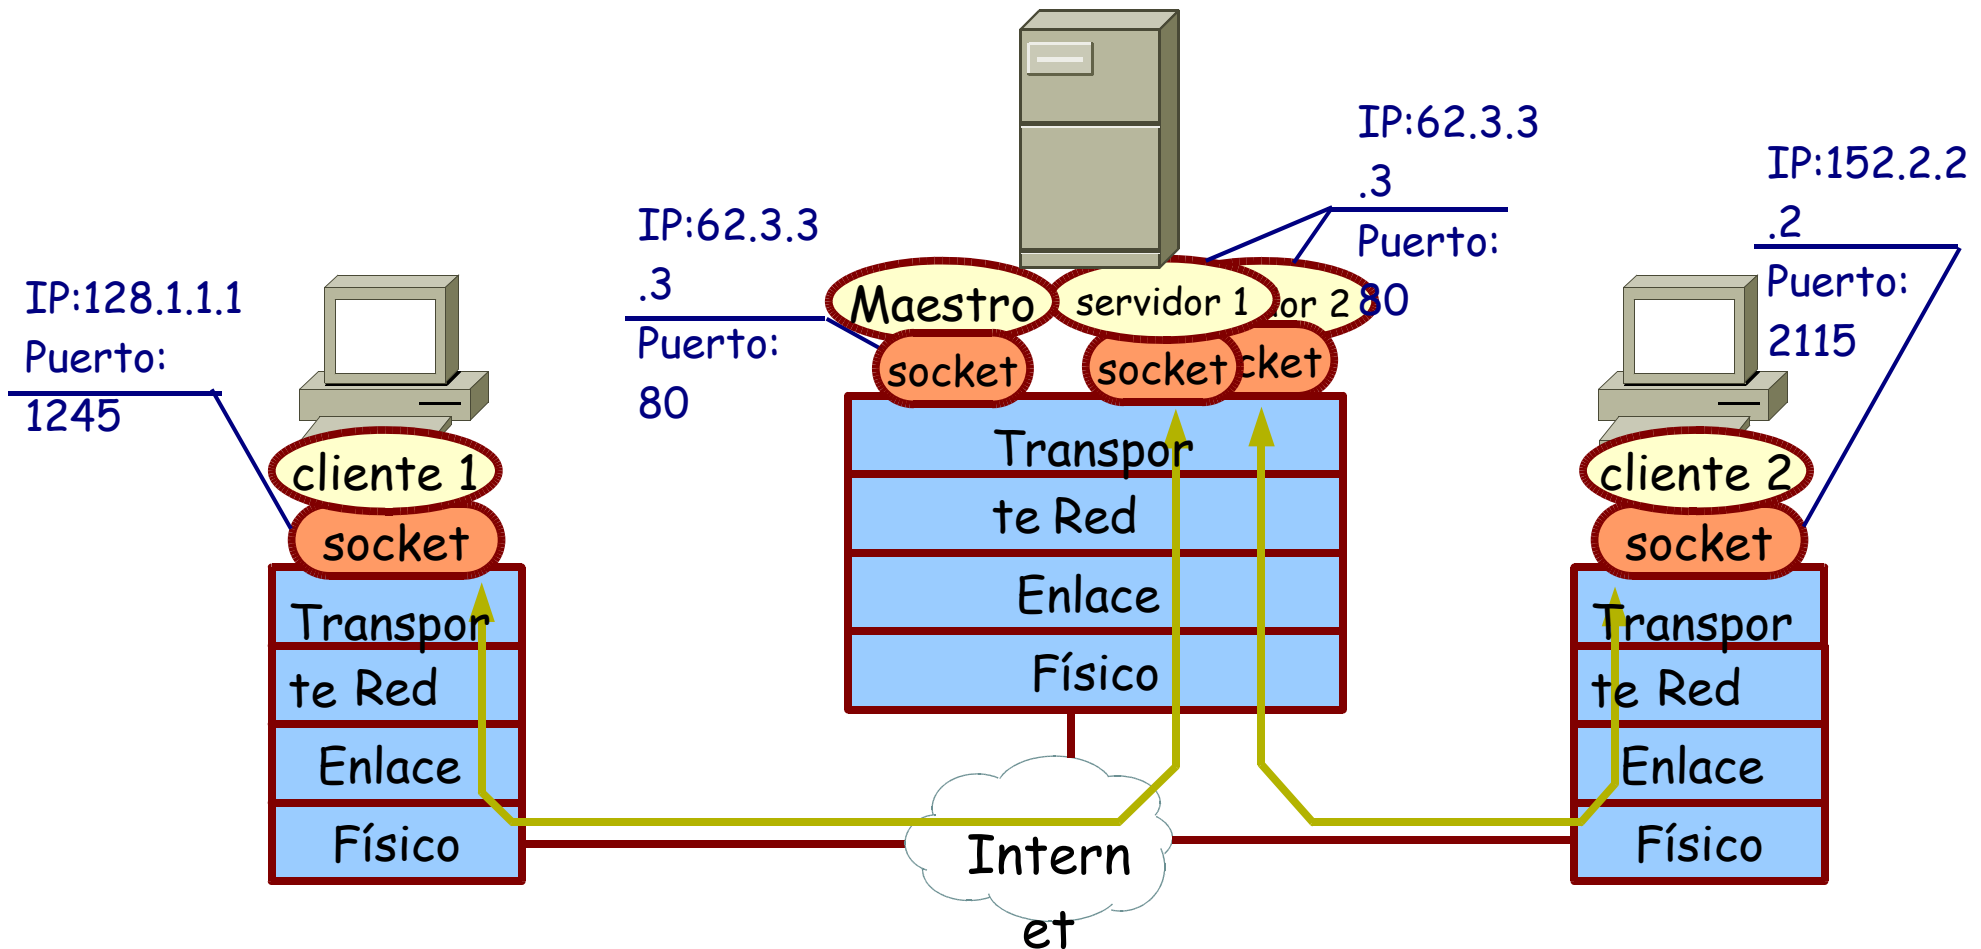 IP:128.1.1.1
Puerto:
1245
cliente 1
socket
Transpor
te Red
Enlace
Físico
IP:62.3.3
.3
Puerto:
80
Maestro
socket
servidor 1
socket
or 2
cket
IP:62.3.3
.3
Puerto:
80
Transpor
te Red
Enlace
Físico
Intern
et
IP:152.2.2
.2
Puerto:
2115
cliente 2
socket
Transpor
te Red
Enlace
Físico